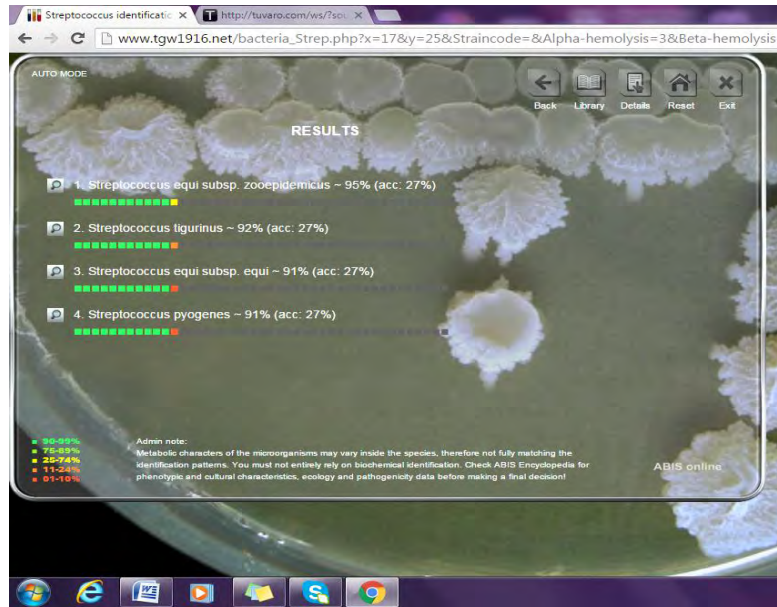 Streptococcus identificatic
http://tuvaro.com/ws/?sou
www.tgw1916.net/bacteria_Strep.php?x=17&y=25&Straincode=&Alpha-hemolysis=3&Beta-hemolysis
AUTO MODE
Back Library Details Reset Exit
RESULTS
1. Streptococcus equi subsp. zooepidemicus ~ 95% (acc: 27%)
2. Streptococcus tigurinus ~ 92% (acc: 27%)
3. Streptococcus equi subsp. equi ~ 91% (acc: 27%)
4. Streptococcus pyogenes ~ 91% (acc: 27%)
90-99%
75-89%
25-74%
11-24%
01-10%
Admin note:
Metabolic characters of the microorganisms may vary inside the species, therefore not fully matching the
identification patterns. You must not entirely rely on biochemical identification. Check ABIS Encyclopedia for
phenotypic and cultural characteristics, ecology and pathogenicity data before making a final decision!
ABIS online